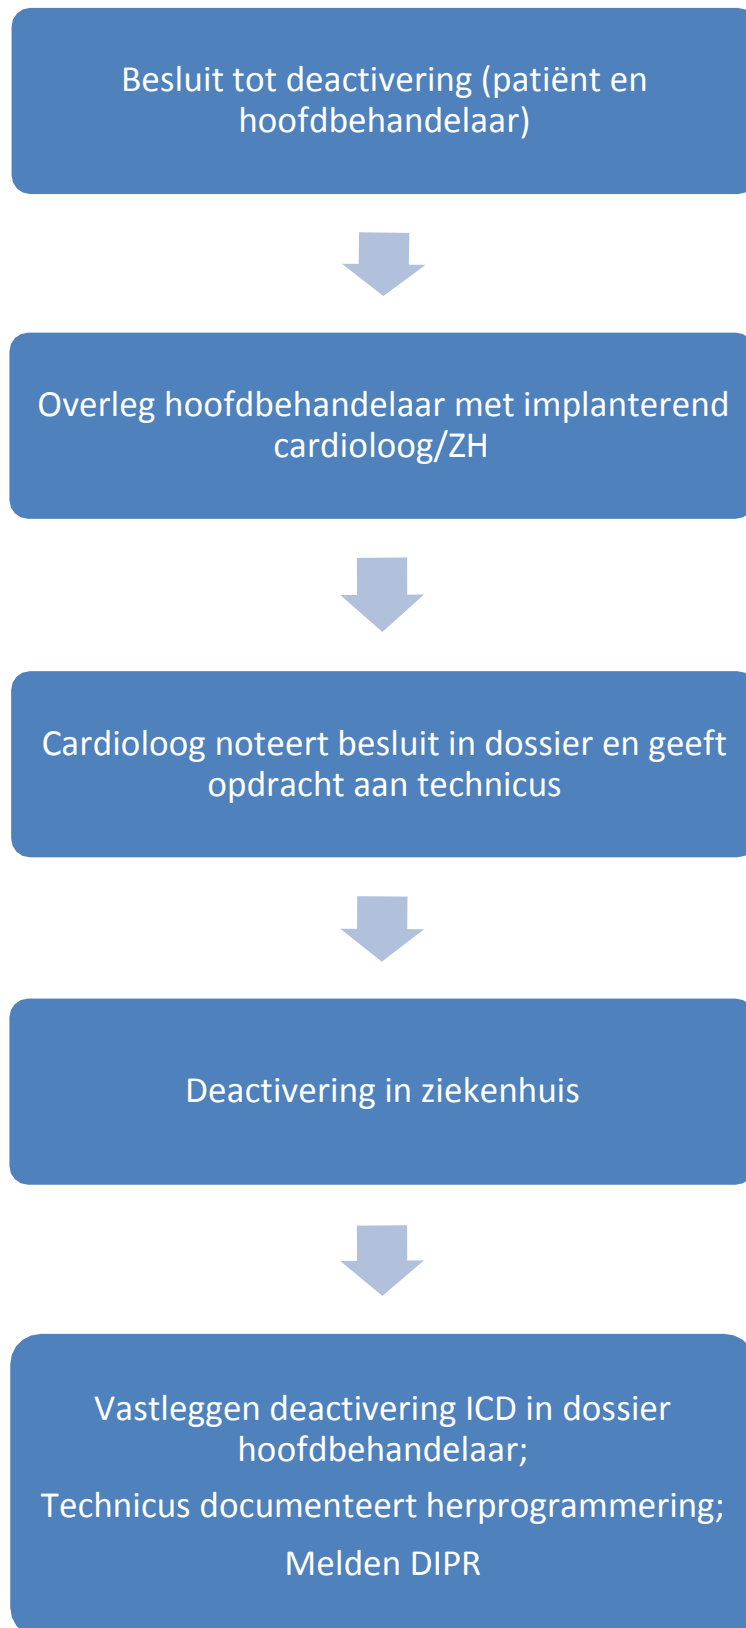 Besluit tot deactivering (patiënt en
hoofdbehandelaar)
Overleg hoofdbehandelaar met implanterend
cardioloog/ZH
Cardioloog noteert besluit in dossier en geeft
opdracht aan technicus
Deactivering in ziekenhuis
Vastleggen deactivering ICD in dossier
hoofdbehandelaar;
Technicus documenteert herprogrammering;
Melden DIPR